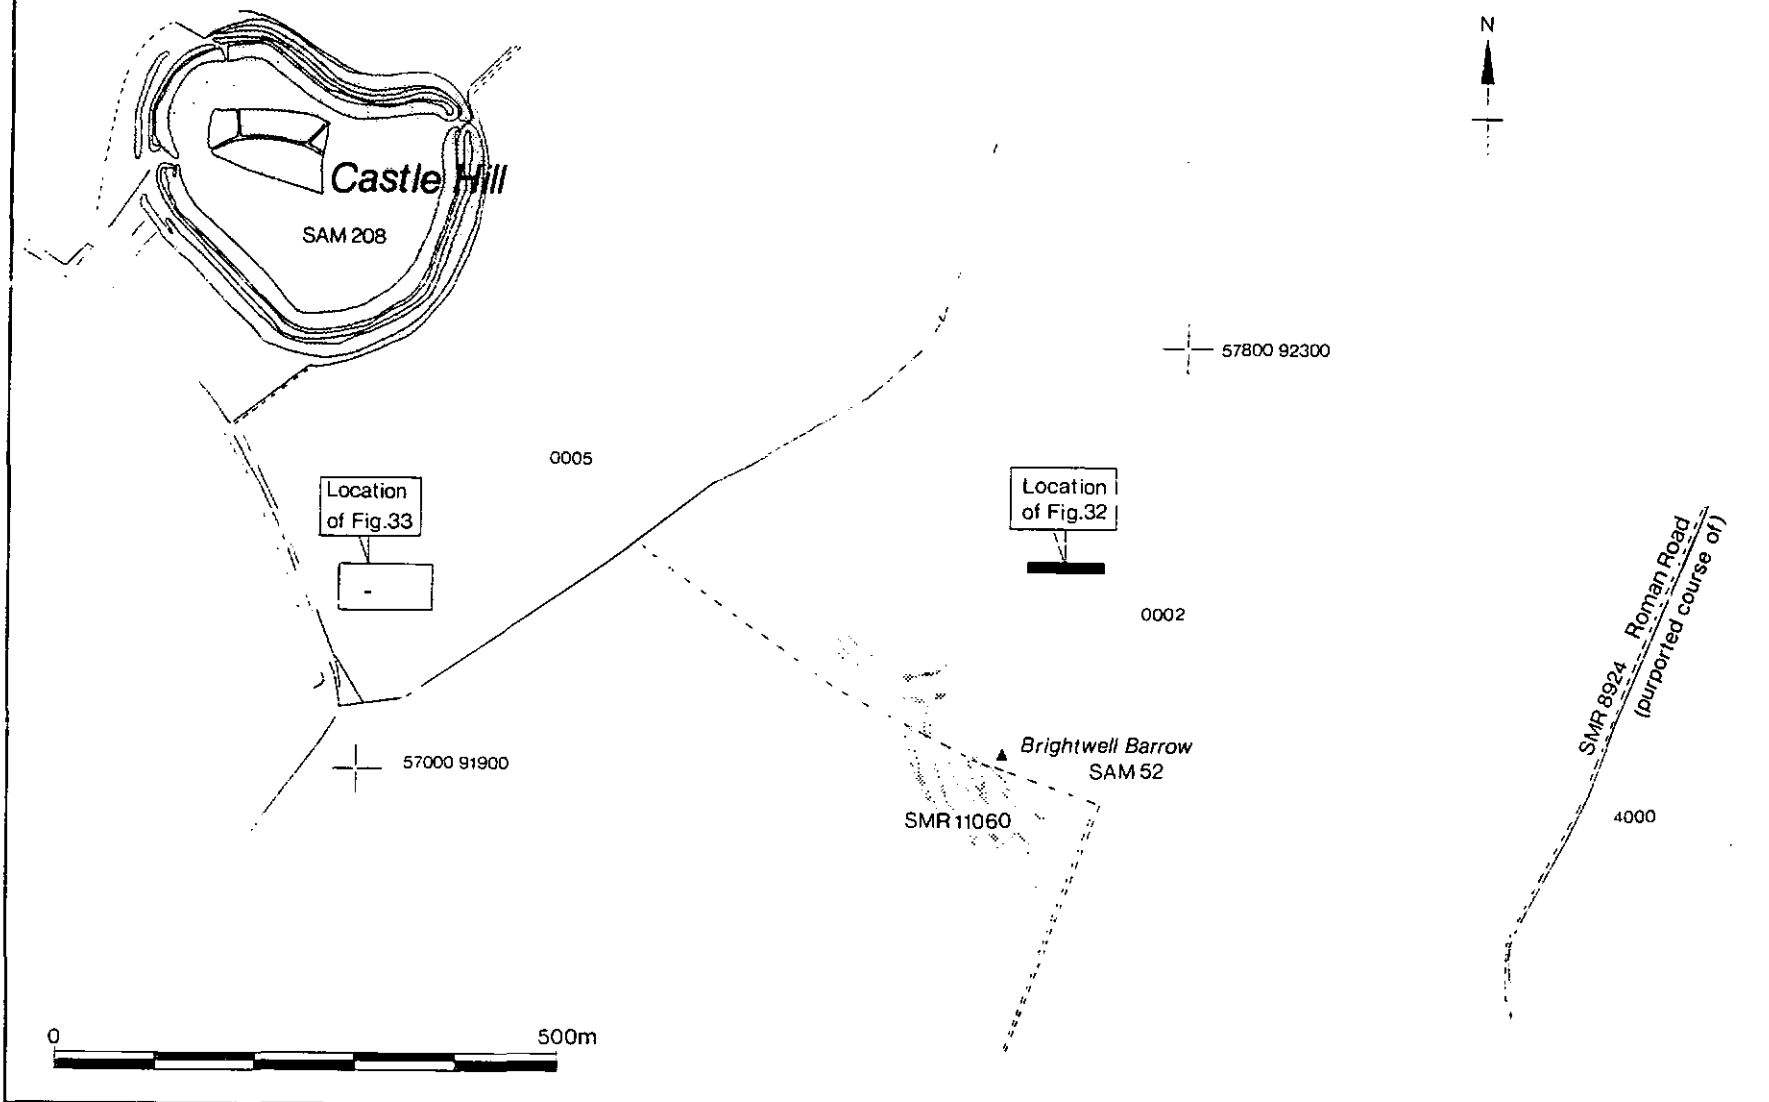 N
Castle Hill
SAM 208
57800 92300
0005
Location
of Fig.33
Location
of Fig.32
0002
SMR 8924 Roman Road
(purported course of)
Brightwell Barrow
SAM 52
57000 91900
SMR 11060
4000
0 500m